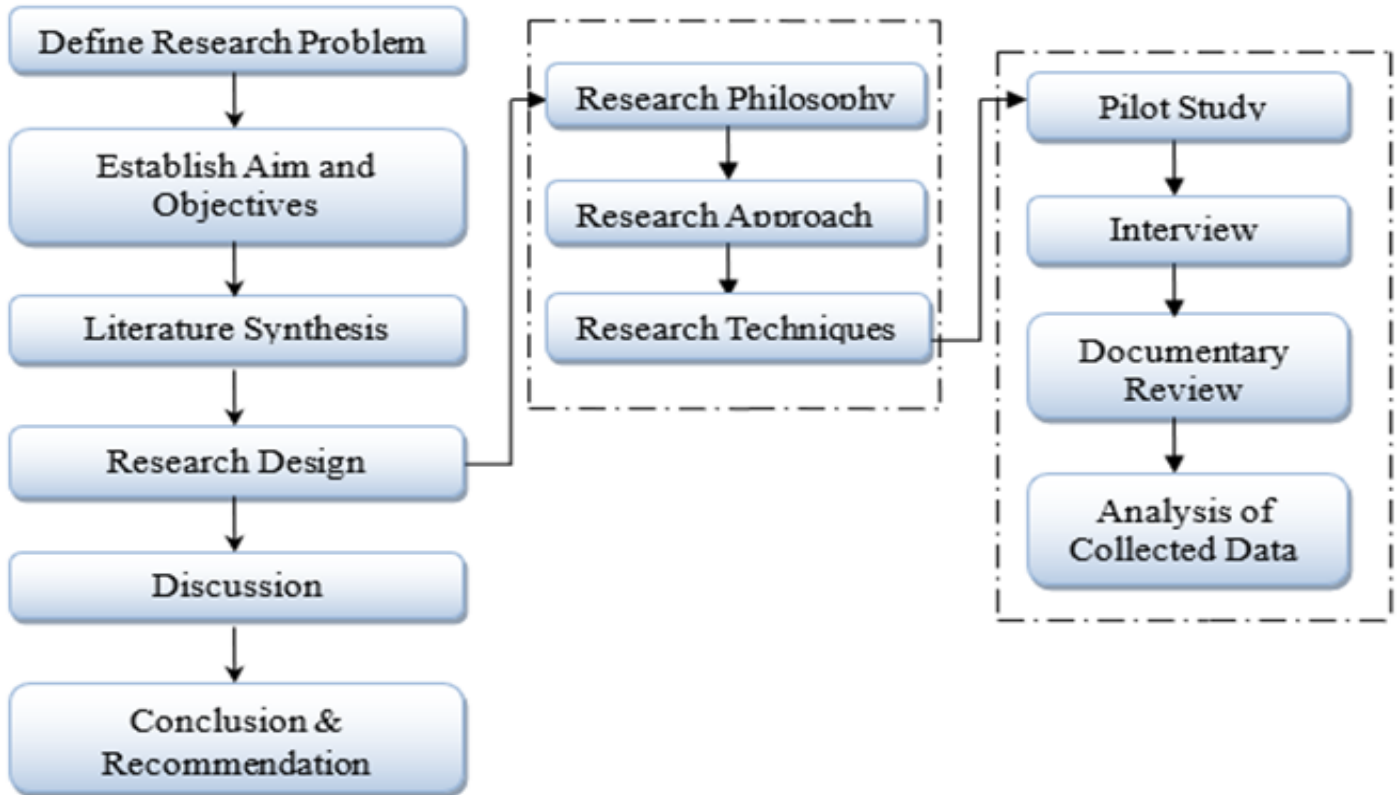 Define Research Problem
Establish Aim and
Objectives
Literature Synthesis
Research Design
Discussion
Conclusion &
Recommendation
Research Philosophy
Research Approach
Research Techniques
Pilot Study
Interview
Documentary
Review
Analysis of
Collected Data